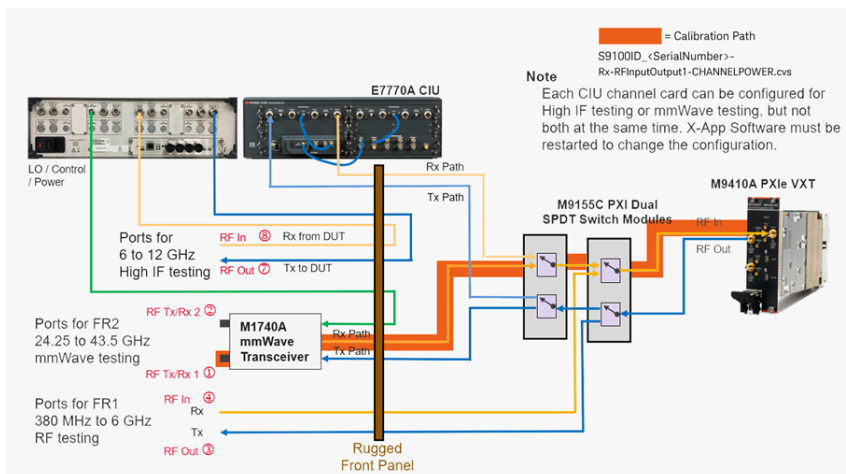 = Calibration Path
S9100ID_<SerialNumber>-
Rx-RFInputOutput1-CHANNELPOWER.cvs
Note
Each CIU channel card can be configured for
High IF testing or mmWave testing, but not
both at the same time. X-App Software must be
restarted to change the configuration.
E7770A CIU
LO / Control
/ Power
Rx Path
Tx Path
M9410A PXIe VXT
M9155C PXI Dual
SPDT Switch Modules
RF In
RF Out
Ports for
6 to 12 GHz
High IF testing
RF In ⑧ Rx from DUT
RF Out ⑦ Tx to DUT
Ports for FR2
24.25 to 43.5 GHz
mmWave testing
RF Tx/Rx 2 ②
M1740A
mmWave
Transceiver
Rx Path
Tx Path
RF Tx/Rx 1 ①
Ports for FR1
380 MHz to 6 GHz
RF testing
RF In ④
Rx
Tx
RF Out ③
Rugged
Front Panel